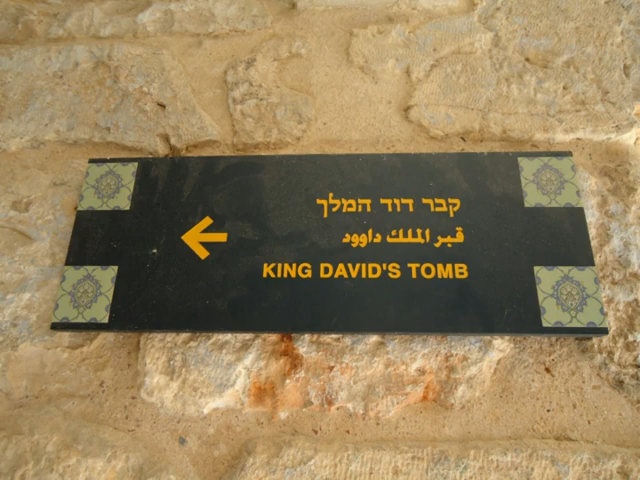 קבר דוד המלך
قبر الملك داوود
KING DAVID'S TOMB